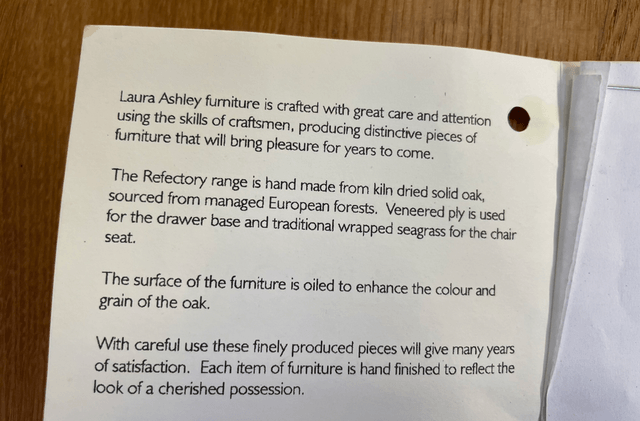 Laura Ashley furniture is crafted with great care and attention
using the skills of craftsmen, producing distinctive pieces of
furniture that will bring pleasure for years to come.
The Refectory range is hand made from kiln dried solid oak,
sourced from managed European forests. Veneered ply is used
for the drawer base and traditional wrapped seagrass for the chair
seat.
The surface of the furniture is oiled to enhance the colour and
grain of the oak.
With careful use these finely produced pieces will give many years
of satisfaction. Each item of furniture is hand finished to reflect the
look of a cherished possession.